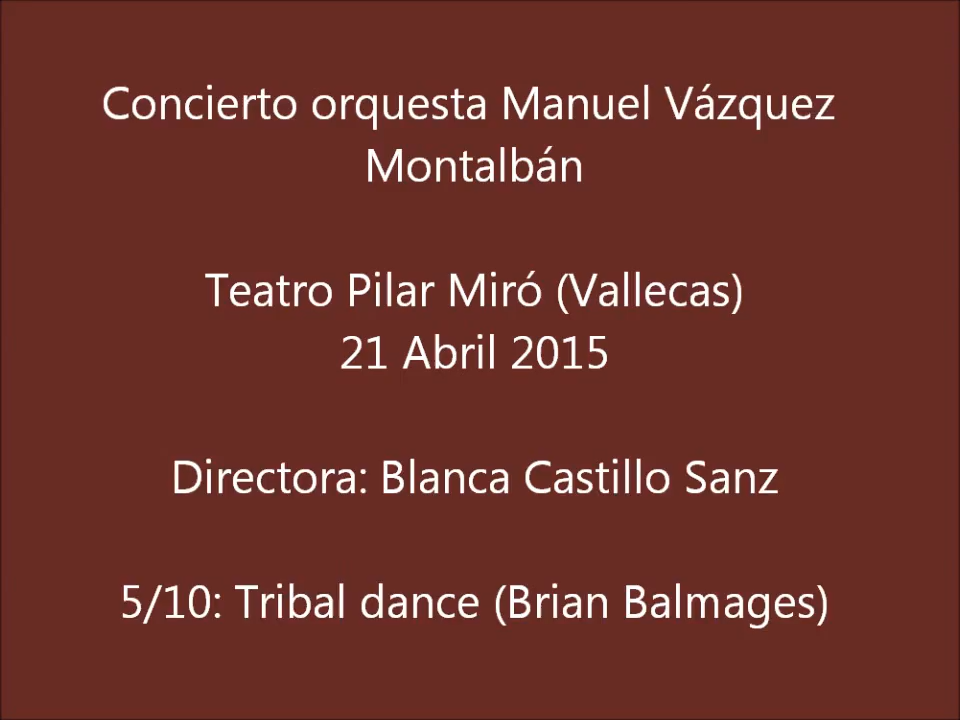 Concierto orquesta Manuel Vázquez
Montalbán
Teatro Pilar Miró (Vallecas)
21 Abril 2015
Directora: Blanca Castillo Sanz
5/10: Tribal dance (Brian Balmages)